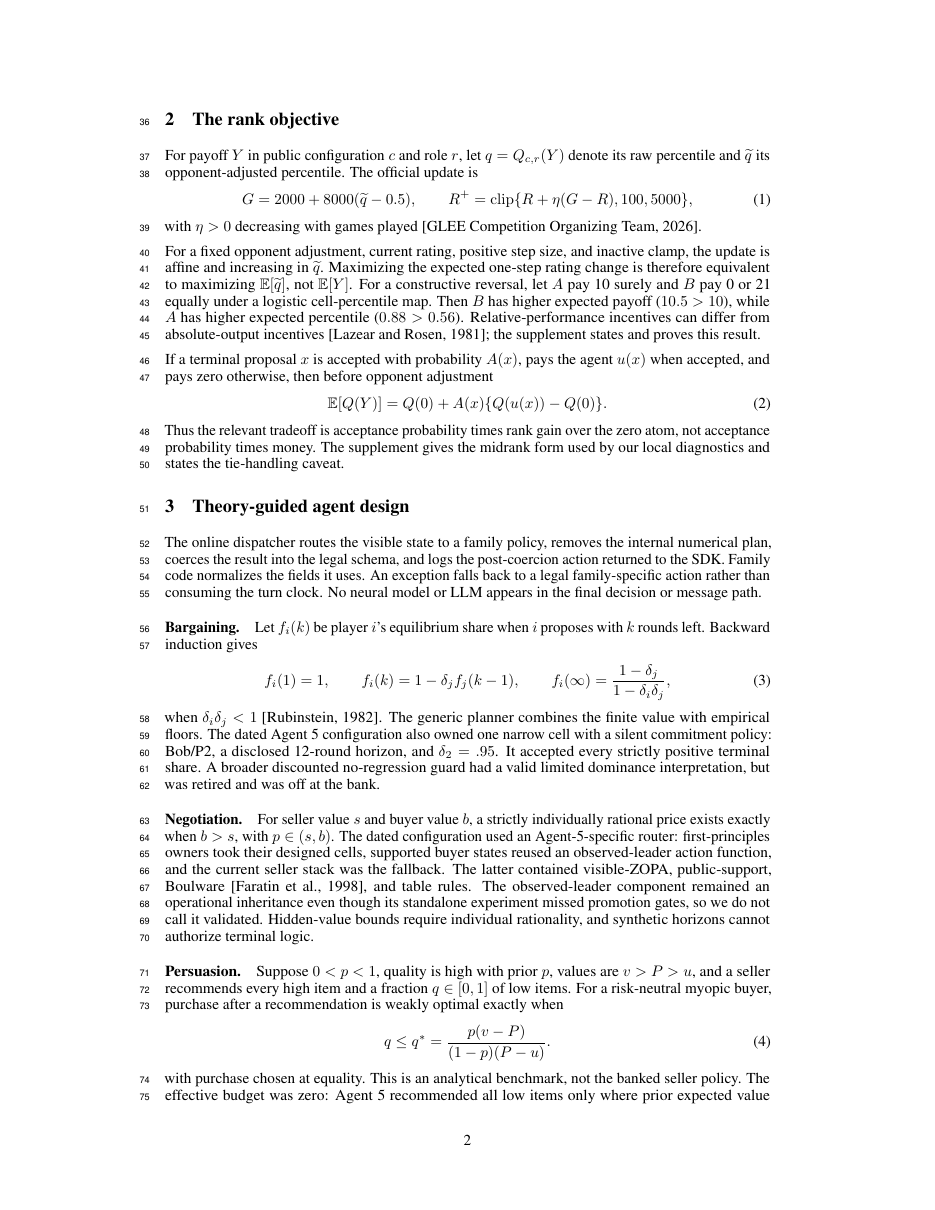 36 2 The rank objective
37 For payoff Y in public configuration c and role r, let q = Q_{c,r}(Y) denote its raw percentile and q̃ its
38 opponent-adjusted percentile. The official update is
G = 2000 + 8000(q̃ − 0.5), R⁺ = clip{R + η(G − R), 100, 5000}, (1)
39 with η > 0 decreasing with games played [GLEE Competition Organizing Team, 2026].
40 For a fixed opponent adjustment, current rating, positive step size, and inactive clamp, the update is
41 affine and increasing in q̃. Maximizing the expected one-step rating change is therefore equivalent
42 to maximizing 𝔼[q̃], not 𝔼[Y]. For a constructive reversal, let A pay 10 surely and B pay 0 or 21
43 equally under a logistic cell-percentile map. Then B has higher expected payoff (10.5 > 10), while
44 A has higher expected percentile (0.88 > 0.56). Relative-performance incentives can differ from
45 absolute-output incentives [Lazear and Rosen, 1981]; the supplement states and proves this result.
46 If a terminal proposal x is accepted with probability A(x), pays the agent u(x) when accepted, and
47 pays zero otherwise, then before opponent adjustment
𝔼[Q(Y)] = Q(0) + A(x){Q(u(x)) − Q(0)}. (2)
48 Thus the relevant tradeoff is acceptance probability times rank gain over the zero atom, not acceptance
49 probability times money. The supplement gives the midrank form used by our local diagnostics and
50 states the tie-handling caveat.
51 3 Theory-guided agent design
52 The online dispatcher routes the visible state to a family policy, removes the internal numerical plan,
53 coerces the result into the legal schema, and logs the post-coercion action returned to the SDK. Family
54 code normalizes the fields it uses. An exception falls back to a legal family-specific action rather than
55 consuming the turn clock. No neural model or LLM appears in the final decision or message path.
56 Bargaining. Let f_i(k) be player i's equilibrium share when i proposes with k rounds left. Backward
57 induction gives
f_i(1) = 1, f_i(k) = 1 − δ_j f_j(k − 1), f_i(∞) = (1 − δ_j)/(1 − δ_i δ_j), (3)
58 when δ_i δ_j < 1 [Rubinstein, 1982]. The generic planner combines the finite value with empirical
59 floors. The dated Agent 5 configuration also owned one narrow cell with a silent commitment policy:
60 Bob/P2, a disclosed 12-round horizon, and δ₂ = .95. It accepted every strictly positive terminal
61 share. A broader discounted no-regression guard had a valid limited dominance interpretation, but
62 was retired and was off at the bank.
63 Negotiation. For seller value s and buyer value b, a strictly individually rational price exists exactly
64 when b > s, with p ∈ (s, b). The dated configuration used an Agent-5-specific router: first-principles
65 owners took their designed cells, supported buyer states reused an observed-leader action function,
66 and the current seller stack was the fallback. The latter contained visible-ZOPA, public-support,
67 Boulware [Faratin et al., 1998], and table rules. The observed-leader component remained an
68 operational inheritance even though its standalone experiment missed promotion gates, so we do not
69 call it validated. Hidden-value bounds require individual rationality, and synthetic horizons cannot
70 authorize terminal logic.
71 Persuasion. Suppose 0 < p < 1, quality is high with prior p, values are v > P > u, and a seller
72 recommends every high item and a fraction q ∈ [0, 1] of low items. For a risk-neutral myopic buyer,
73 purchase after a recommendation is weakly optimal exactly when
q ≤ q* = p(v − P)/((1 − p)(P − u)). (4)
74 with purchase chosen at equality. This is an analytical benchmark, not the banked seller policy. The
75 effective budget was zero: Agent 5 recommended all low items only where prior expected value
2